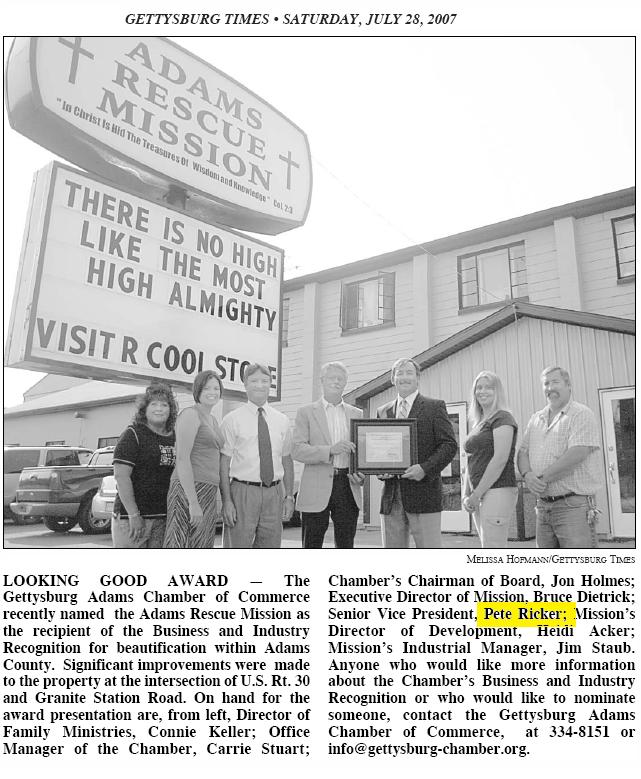 GETTYSBURG TIMES • SATURDAY, JULY 28, 2007
ADAMS
RESCUE
MISSION
"In Christ Is Hid The Treasures Of Wisdom and Knowledge" Col. 2:3
THERE IS NO HIGH
LIKE THE MOST
HIGH ALMIGHTY
VISIT R COOL STORE
MELISSA HOFMANN/GETTYSBURG TIMES
LOOKING GOOD AWARD — The
Gettysburg Adams Chamber of Commerce
recently named the Adams Rescue Mission as
the recipient of the Business and Industry
Recognition for beautification within Adams
County. Significant improvements were made
to the property at the intersection of U.S. Rt. 30
and Granite Station Road. On hand for the
award presentation are, from left, Director of
Family Ministries, Connie Keller; Office
Manager of the Chamber, Carrie Stuart;
Chamber's Chairman of Board, Jon Holmes;
Executive Director of Mission, Bruce Dietrick;
Senior Vice President, Pete Ricker; Mission's
Director of Development, Heidi Acker;
Mission's Industrial Manager, Jim Staub.
Anyone who would like more information
about the Chamber's Business and Industry
Recognition or who would like to nominate
someone, contact the Gettysburg Adams
Chamber of Commerce, at 334-8151 or
info@gettysburg-chamber.org.